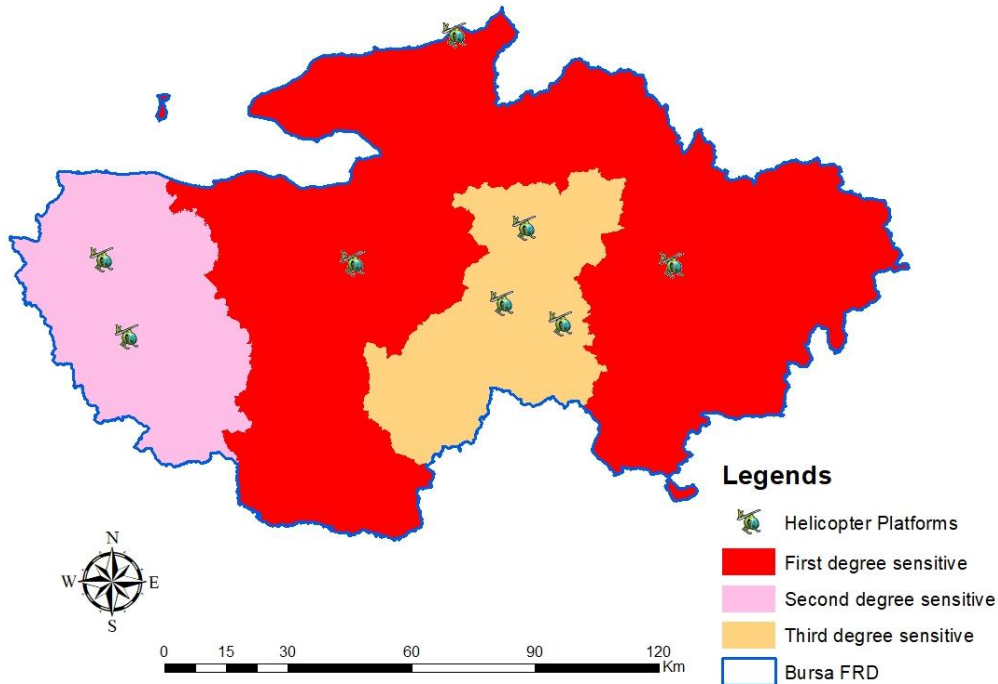 Legends
Helicopter Platforms
First degree sensitive
Second degree sensitive
Third degree sensitive
Bursa FRD
N
W E
S
0 15 30 60 90 120
Km